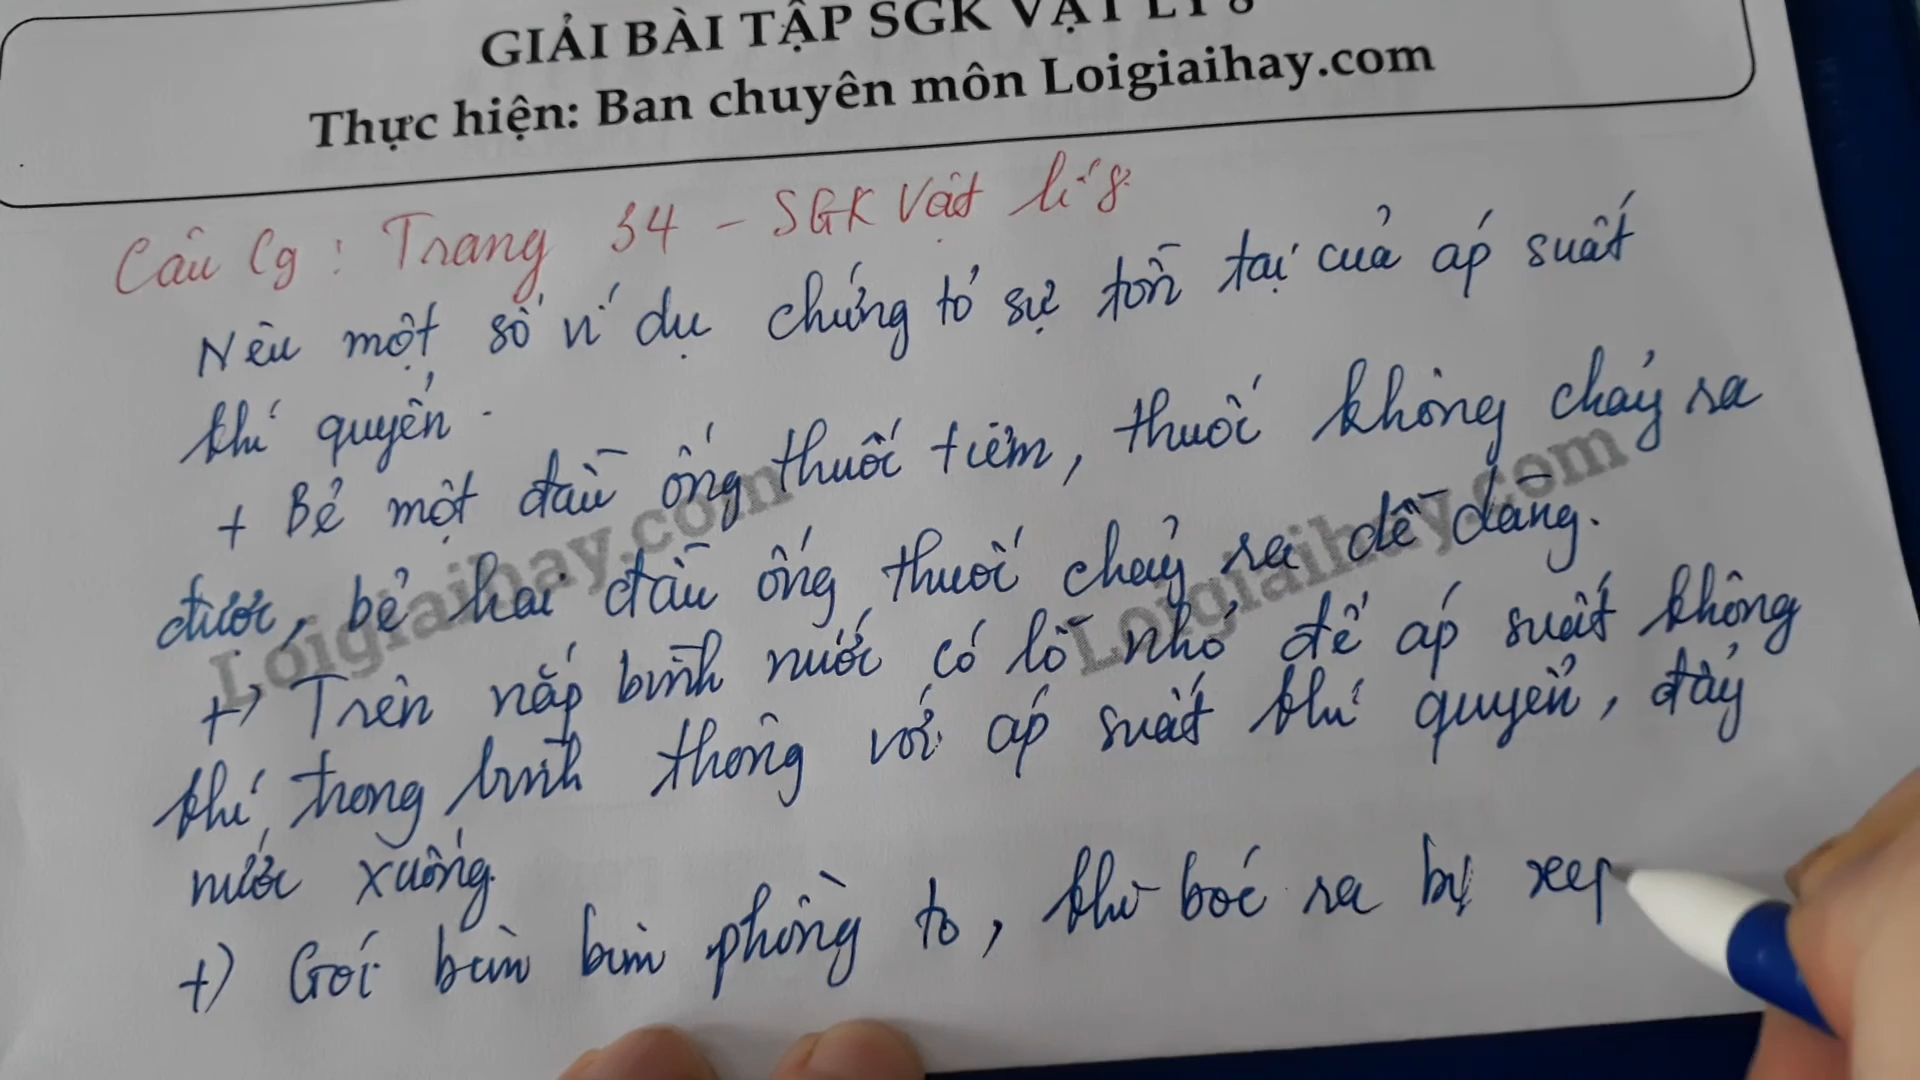 GIẢI BÀI TẬP SGK VẬT LÝ 8
Thực hiện: Ban chuyên môn Loigiaihay.com
Câu C9: Trang 34 - SGK Vật lí 8
Nêu một số ví dụ chứng tỏ sự tồn tại của áp suất
khí quyển.
+ Bẻ một đầu ống thuốc tiêm, thuốc không chảy ra
được, bẻ hai đầu ống, thuốc chảy ra dễ dàng.
+) Trên nắp bình nước có lỗ nhỏ để áp suất không
khí trong bình thông với áp suất khí quyển, đẩy
nước xuống.
+) Gói bim bim phồng to, khi bóc ra bị xẹp
Loigiaihay.com
Loigiaihay.com